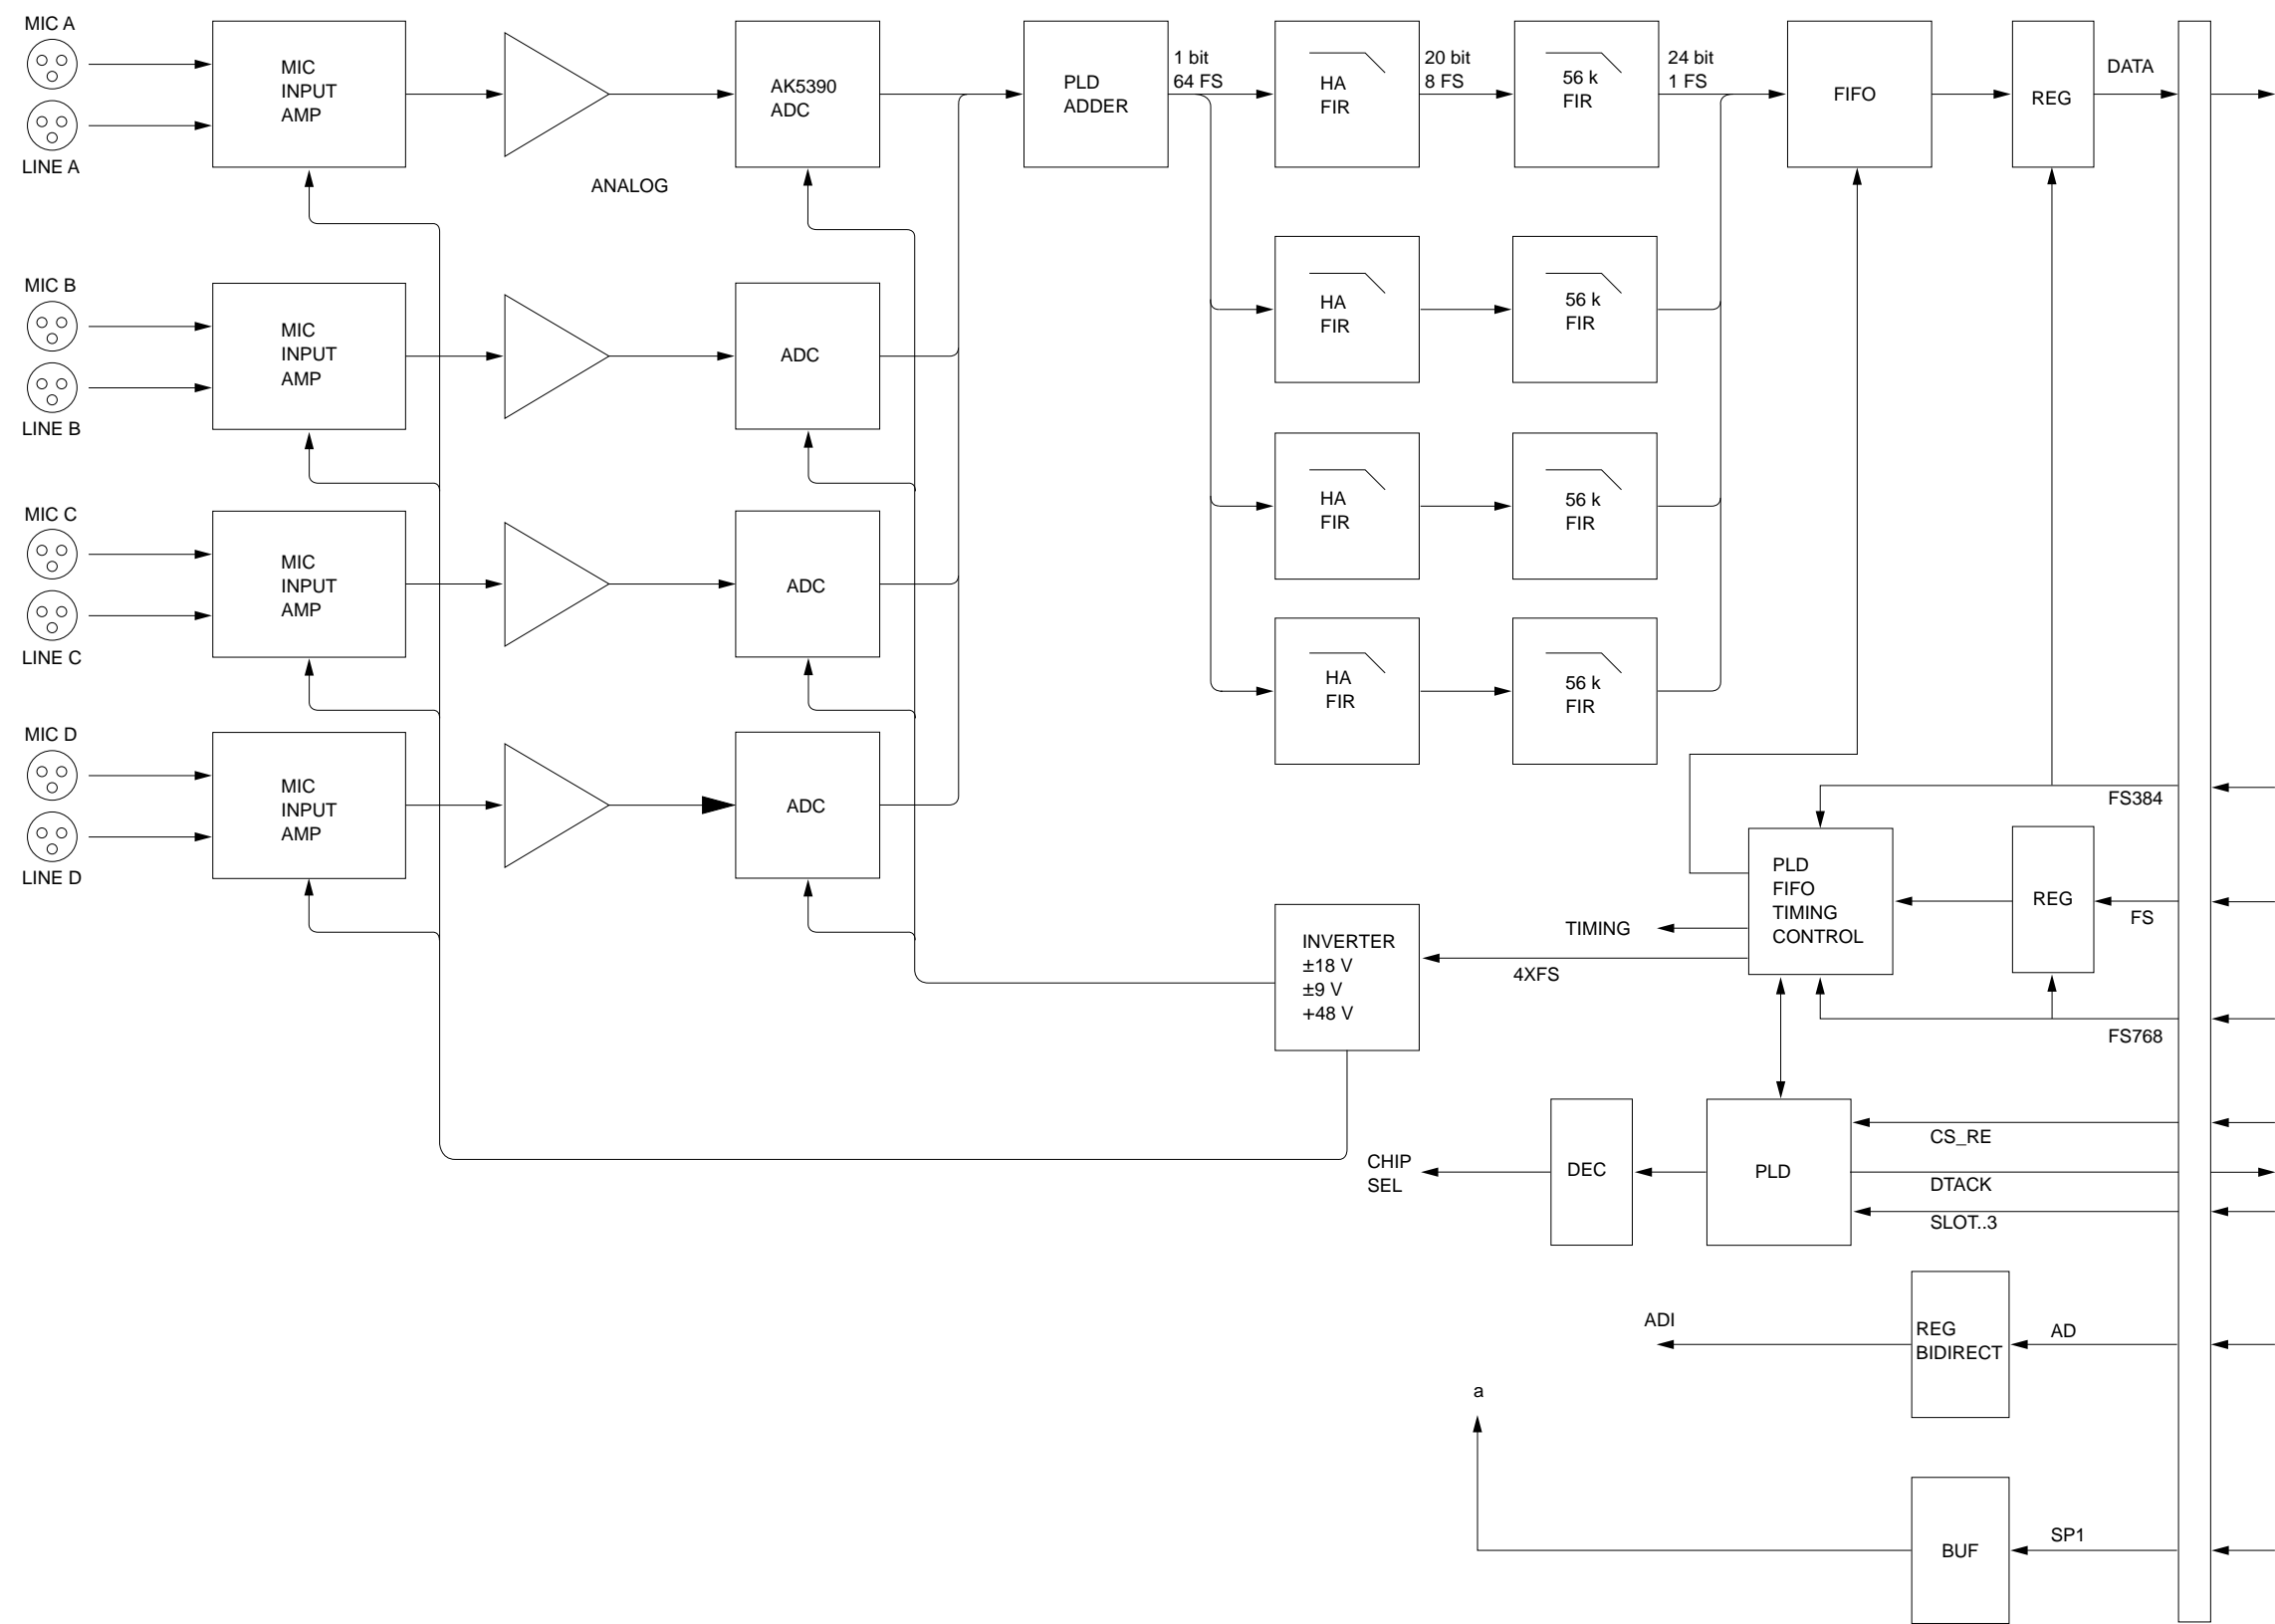 MIC A
LINE A
MIC
INPUT
AMP
ANALOG
AK5390
ADC
PLD
ADDER
1 bit
64 FS
HA
FIR
20 bit
8 FS
56 k
FIR
24 bit
1 FS
FIFO
REG
DATA
MIC B
LINE B
MIC
INPUT
AMP
ADC
HA
FIR
56 k
FIR
MIC C
LINE C
MIC
INPUT
AMP
ADC
HA
FIR
56 k
FIR
MIC D
LINE D
MIC
INPUT
AMP
ADC
HA
FIR
56 k
FIR
FS384
PLD
FIFO
TIMING
CONTROL
REG
FS
TIMING
4XFS
INVERTER
±18 V
±9 V
+48 V
FS768
CHIP
SEL
DEC
PLD
CS_RE
DTACK
SLOT..3
ADI
REG
BIDIRECT
AD
a
BUF
SP1